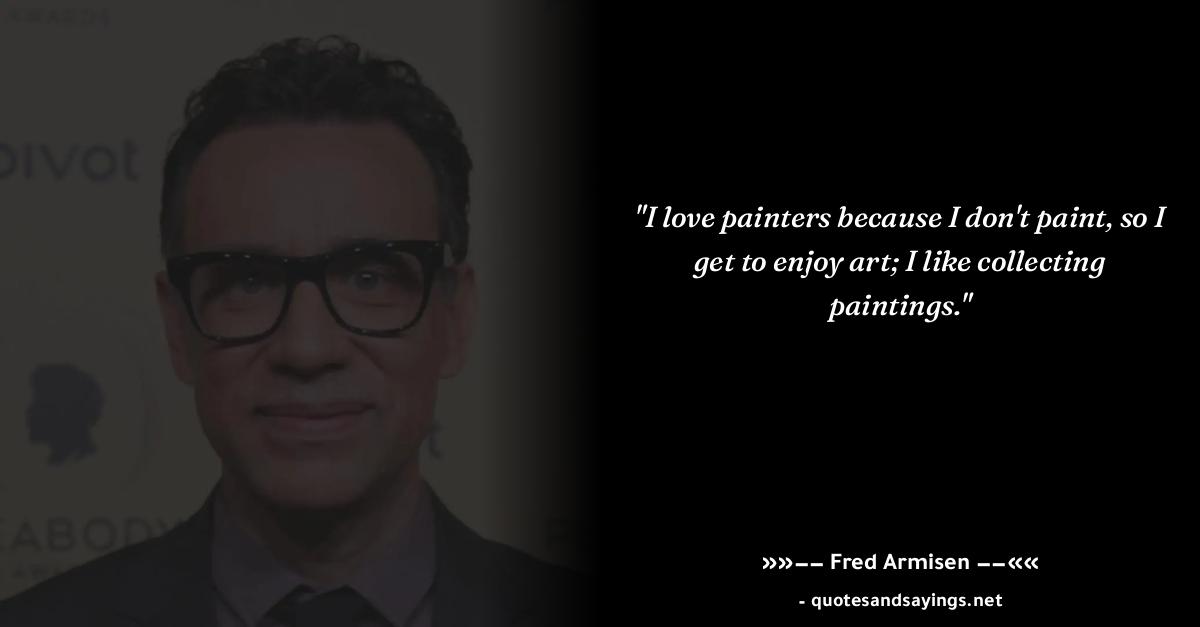 AWARDS
pivot
"I love painters because I don't paint, so I
get to enjoy art; I like collecting
paintings."
EABODY
»»—— Fred Armisen ——««
- quotesandsayings.net